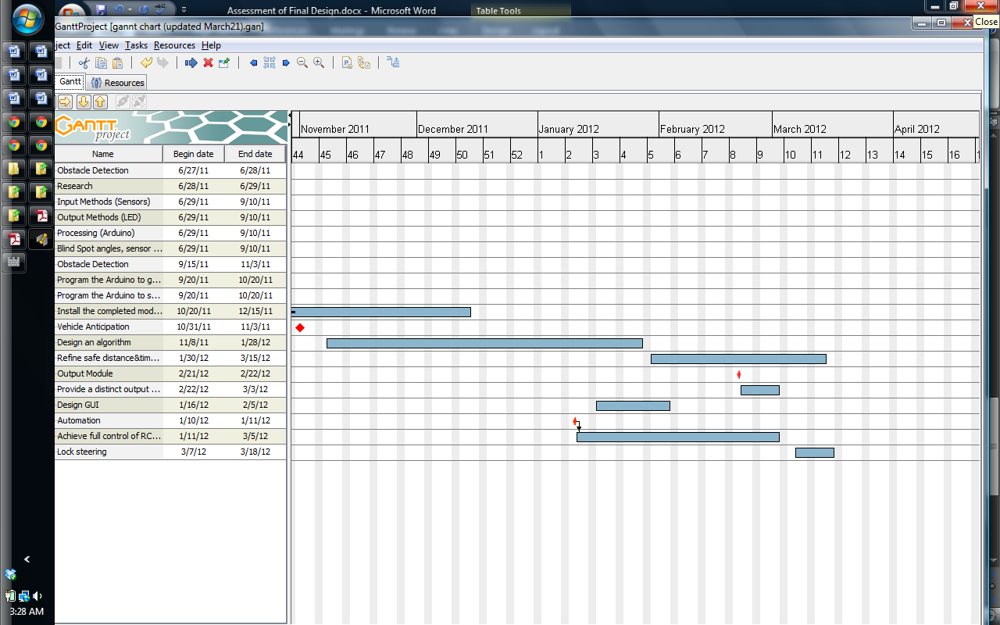 Assessment of Final Design.docx - Microsoft Word
Table Tools
GanttProject [gannt chart (updated March21).gan]
Close
ject Edit View Tasks Resources Help
Gantt Resources
GANTT project
November 2011 December 2011 January 2012 February 2012 March 2012 April 2012
Name Begin date End date
44 45 46 47 48 49 50 51 52 1 2 3 4 5 6 7 8 9 10 11 12 13 14 15 16 1
Obstacle Detection 6/27/11 6/28/11
Research 6/28/11 6/29/11
Input Methods (Sensors) 6/29/11 9/10/11
Output Methods (LED) 6/29/11 9/10/11
Processing (Arduino) 6/29/11 9/10/11
Blind Spot angles, sensor ... 6/29/11 9/10/11
Obstacle Detection 9/15/11 11/3/11
Program the Arduino to g... 9/20/11 10/20/11
Program the Arduino to s... 9/20/11 10/20/11
Install the completed mod... 10/20/11 12/15/11
Vehicle Anticipation 10/31/11 11/3/11
Design an algorithm 11/8/11 1/28/12
Refine safe distance&tim... 1/30/12 3/15/12
Output Module 2/21/12 2/22/12
Provide a distinct output ... 2/22/12 3/3/12
Design GUI 1/16/12 2/5/12
Automation 1/10/12 1/11/12
Achieve full control of RC... 1/11/12 3/5/12
Lock steering 3/7/12 3/18/12
3:28 AM